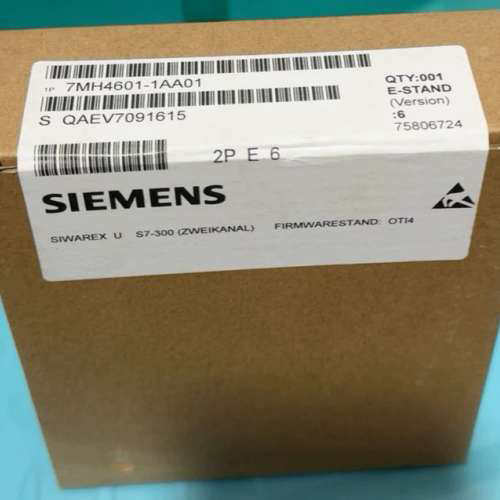 1P 7MH4601-1AA01
QTY:001
E-STAND
(Version)
:6
75806724
S QAEV7091615
2P E 6
SIEMENS
SIWAREX U S7-300 (ZWEIKANAL) FIRMWARESTAND: OTI4